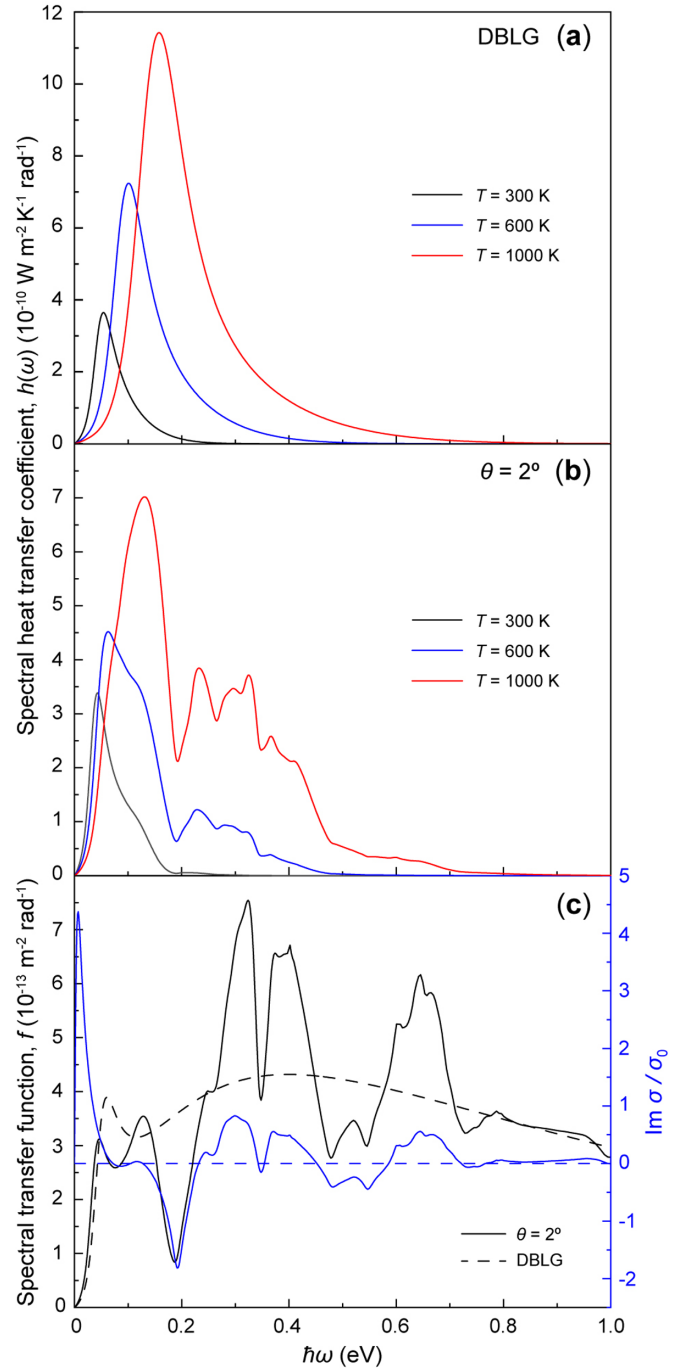 DBLG (a)
12
10
8
6
4
2
0
T = 300 K
T = 600 K
T = 1000 K
Spectral heat transfer coefficient, h(ω) (10⁻¹⁰ W m⁻² K⁻¹ rad⁻¹)
θ = 2º (b)
7
6
5
4
3
2
1
0
T = 300 K
T = 600 K
T = 1000 K
(c)
Spectral transfer function, f (10⁻¹³ m⁻² rad⁻¹)
7
6
5
4
3
2
1
0
5
4
3
2
1
0
-1
-2
Im σ / σ₀
θ = 2º
DBLG
0 0.2 0.4 0.6 0.8 1.0
ħω (eV)